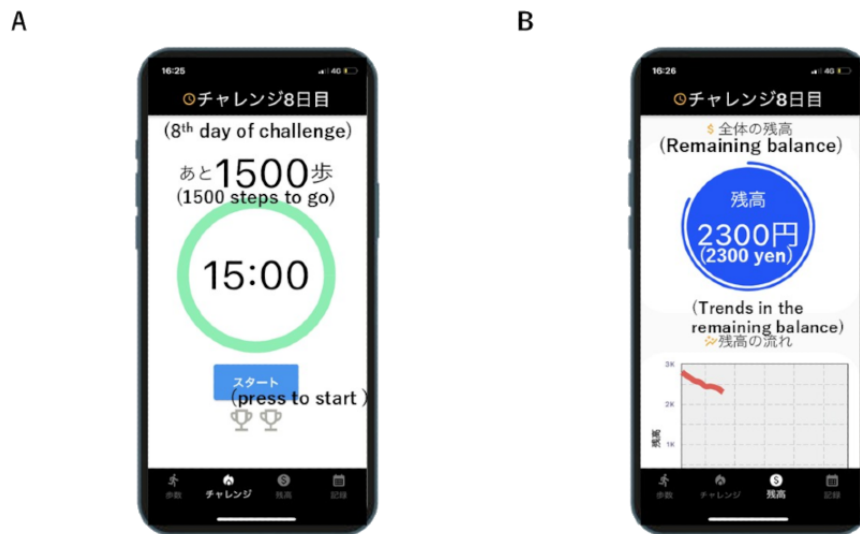 A
16:25
4G
チャレンジ8日目
(8th day of challenge)
あと1500歩
(1500 steps to go)
15:00
スタート
(press to start )
歩数
チャレンジ
残高
記録
B
16:26
4G
チャレンジ8日目
$ 全体の残高
(Remaining balance)
残高
2300円
(2300 yen)
(Trends in the
remaining balance)
残高の流れ
3K
2K
1K
残高
歩数
チャレンジ
残高
記録